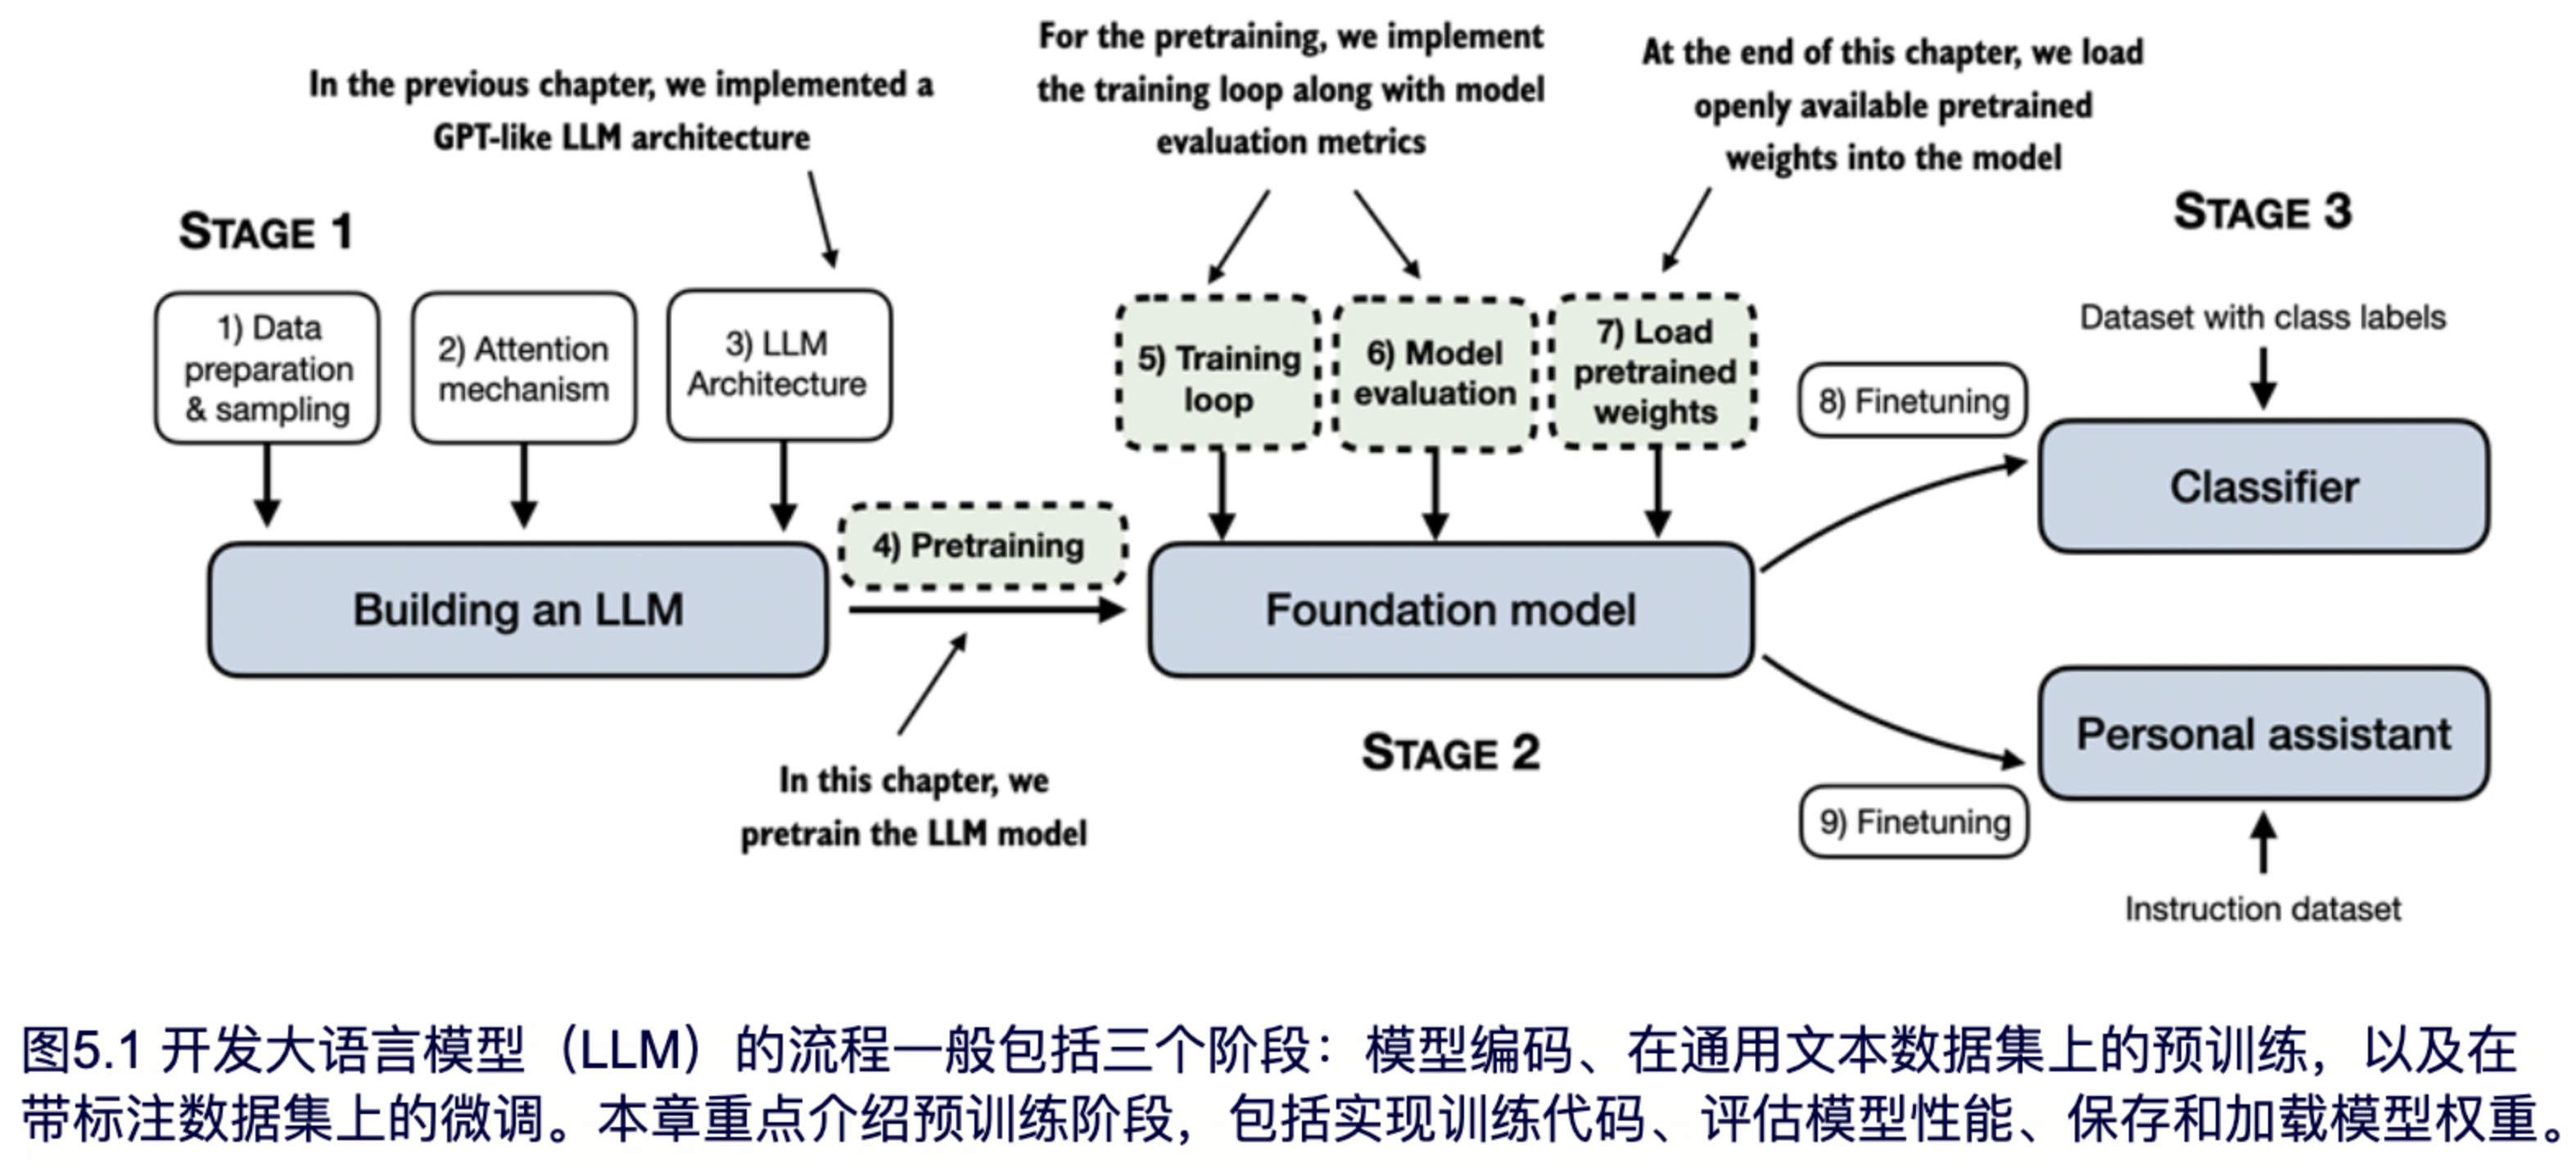 In the previous chapter, we implemented a
GPT-like LLM architecture
For the pretraining, we implement
the training loop along with model
evaluation metrics
At the end of this chapter, we load
openly available pretrained
weights into the model
STAGE 1
STAGE 3
1) Data
preparation
& sampling
2) Attention
mechanism
3) LLM
Architecture
5) Training
loop
6) Model
evaluation
7) Load
pretrained
weights
Dataset with class labels
8) Finetuning
Classifier
4) Pretraining
Building an LLM
Foundation model
In this chapter, we
pretrain the LLM model
STAGE 2
Personal assistant
9) Finetuning
Instruction dataset
图5.1 开发大语言模型（LLM）的流程一般包括三个阶段：模型编码、在通用文本数据集上的预训练，以及在
带标注数据集上的微调。本章重点介绍预训练阶段，包括实现训练代码、评估模型性能、保存和加载模型权重。